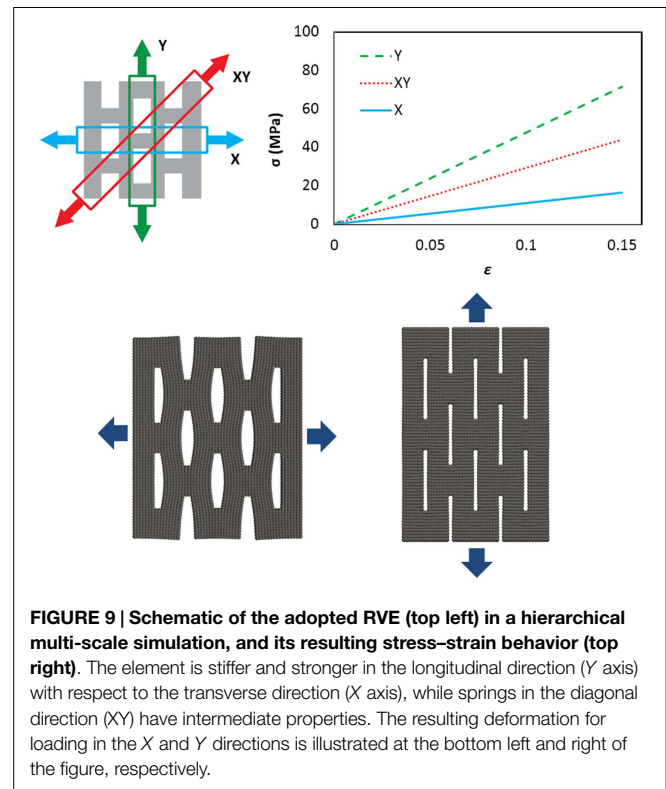 Y
XY
X
100
80
60
40
20
0
σ (MPa)
Y
XY
X
0
0.05
0.1
0.15
ε
FIGURE 9 | Schematic of the adopted RVE (top left) in a hierarchical
multi-scale simulation, and its resulting stress–strain behavior (top
right). The element is stiffer and stronger in the longitudinal direction (Y axis)
with respect to the transverse direction (X axis), while springs in the diagonal
direction (XY) have intermediate properties. The resulting deformation for
loading in the X and Y directions is illustrated at the bottom left and right of
the figure, respectively.